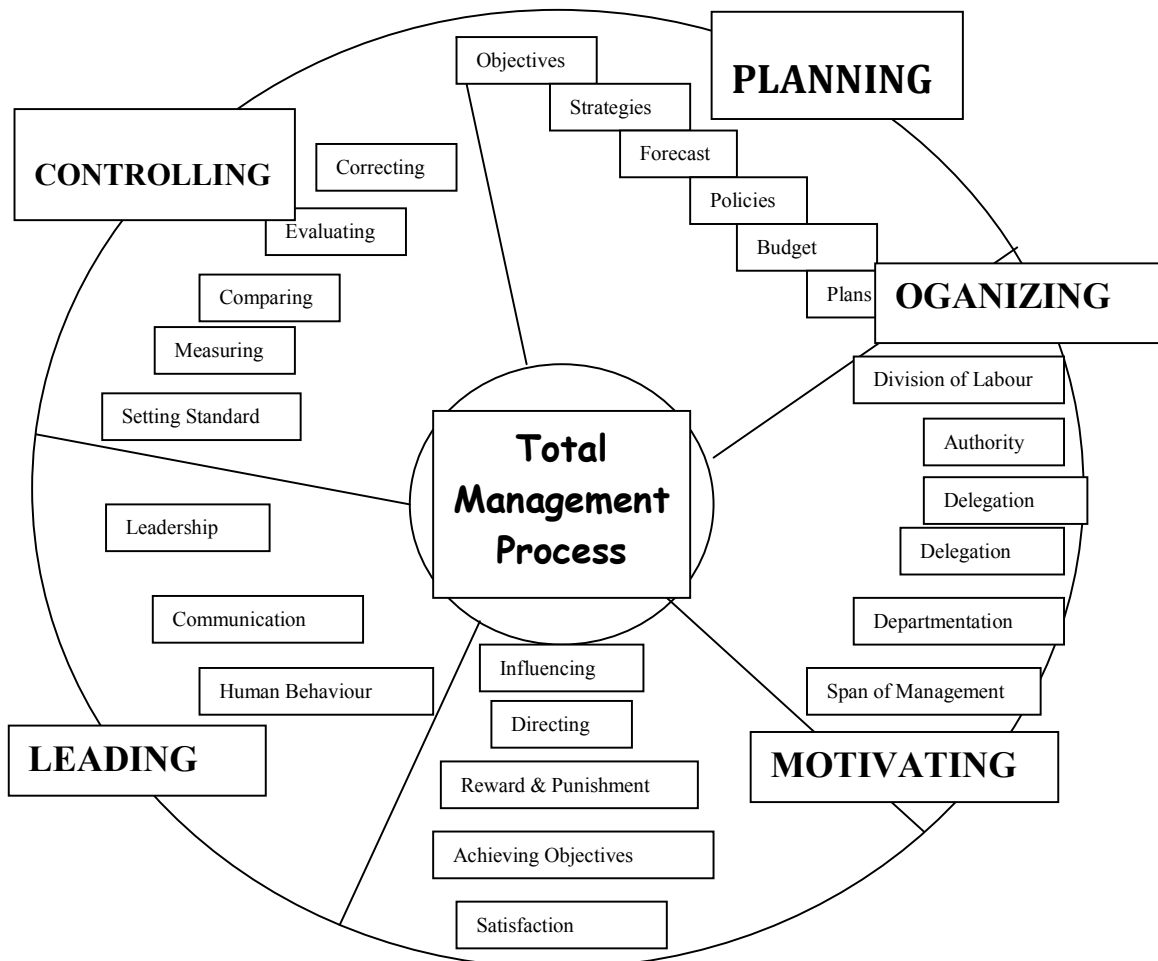 PLANNING
Objectives
Strategies
Forecast
Policies
Budget
Plans
OGANIZING
Division of Labour
Authority
Delegation
Delegation
Departmentation
Span of Management
MOTIVATING
Influencing
Directing
Reward & Punishment
Achieving Objectives
Satisfaction
LEADING
Leadership
Communication
Human Behaviour
CONTROLLING
Correcting
Evaluating
Comparing
Measuring
Setting Standard
Total
Management
Process